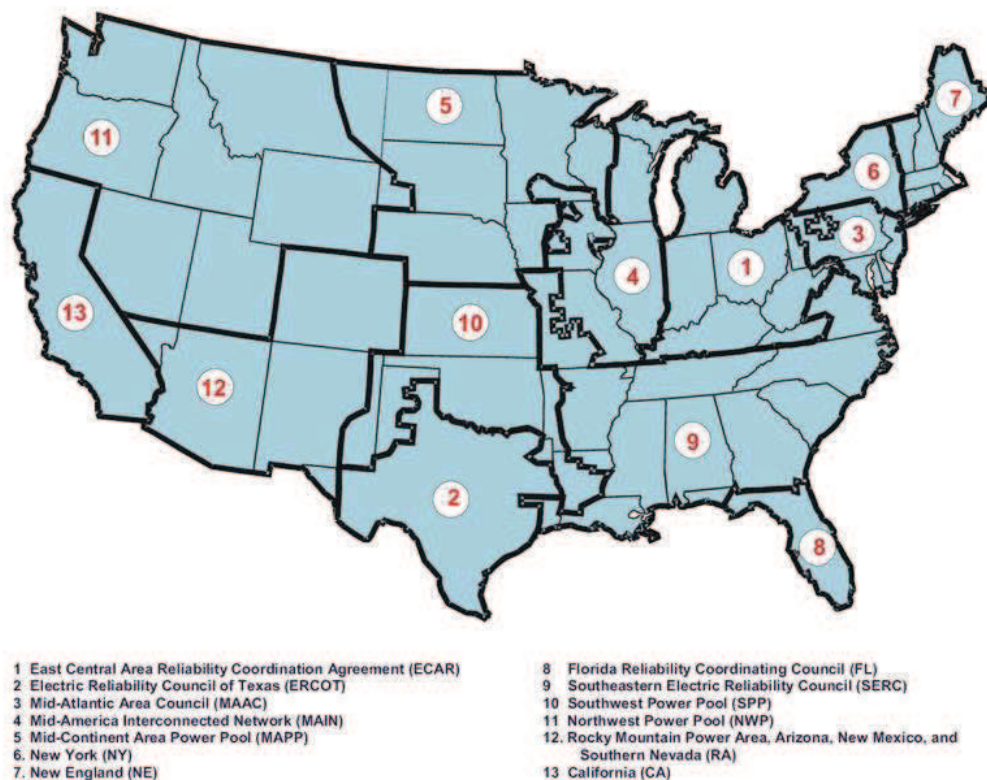 5
7
11
6
3
1
4
13
10
12
9
2
8
1 East Central Area Reliability Coordination Agreement (ECAR)
2 Electric Reliability Council of Texas (ERCOT)
3 Mid-Atlantic Area Council (MAAC)
4 Mid-America Interconnected Network (MAIN)
5 Mid-Continent Area Power Pool (MAPP)
6. New York (NY)
7. New England (NE)
8 Florida Reliability Coordinating Council (FL)
9 Southeastern Electric Reliability Council (SERC)
10 Southwest Power Pool (SPP)
11 Northwest Power Pool (NWP)
12. Rocky Mountain Power Area, Arizona, New Mexico, and
Southern Nevada (RA)
13 California (CA)